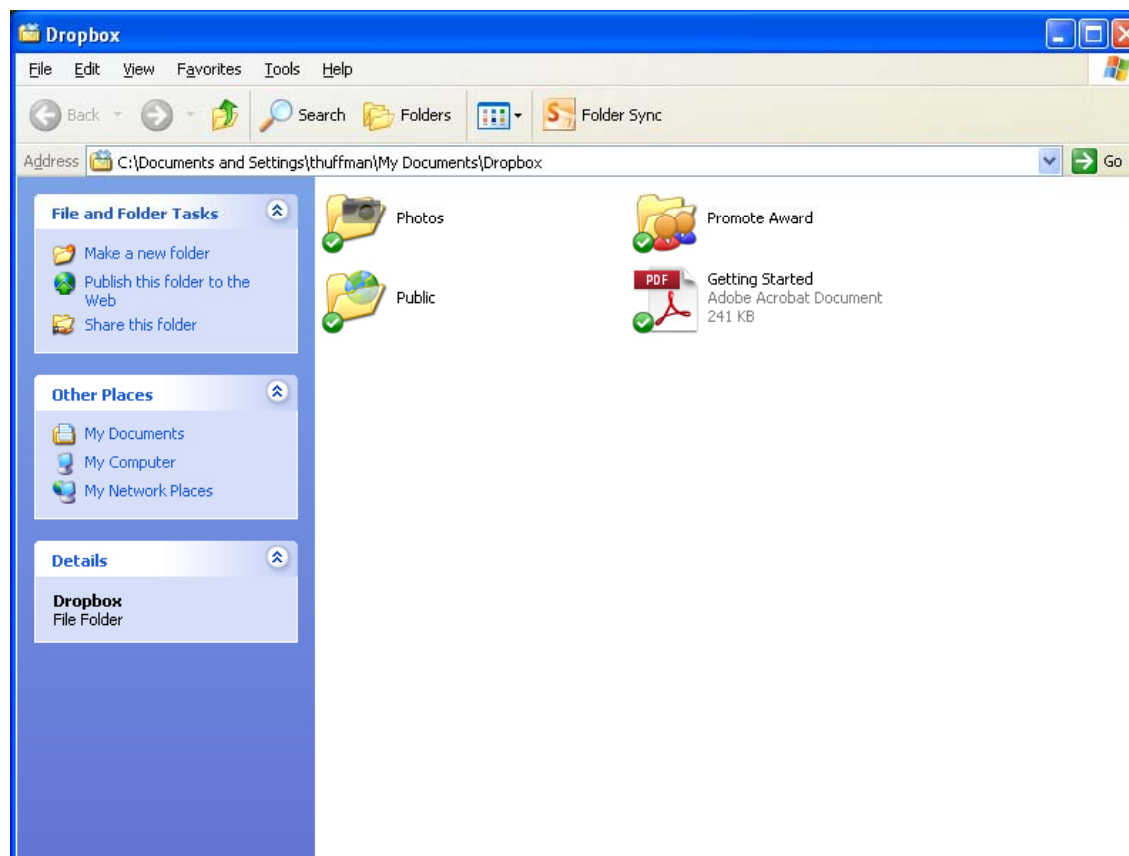 Dropbox
File Edit View Favorites Tools Help
Back Search Folders Folder Sync
Address C:\Documents and Settings\thuffman\My Documents\Dropbox Go
File and Folder Tasks
Make a new folder
Publish this folder to the
Web
Share this folder
Other Places
My Documents
My Computer
My Network Places
Details
Dropbox
File Folder
Photos
Promote Award
Public
PDF
Getting Started
Adobe Acrobat Document
241 KB